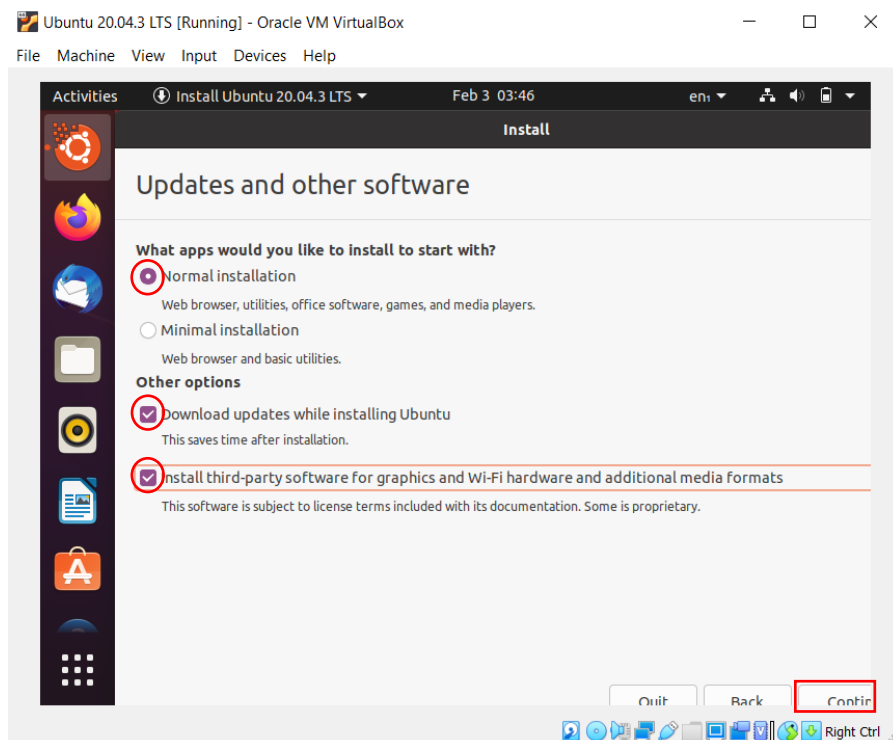 Ubuntu 20.04.3 LTS [Running] - Oracle VM VirtualBox
File Machine View Input Devices Help
Activities Install Ubuntu 20.04.3 LTS Feb 3 03:46 en₁
Install
Updates and other software
What apps would you like to install to start with?
Normal installation
Web browser, utilities, office software, games, and media players.
Minimal installation
Web browser and basic utilities.
Other options
Download updates while installing Ubuntu
This saves time after installation.
Install third-party software for graphics and Wi-Fi hardware and additional media formats
This software is subject to license terms included with its documentation. Some is proprietary.
Quit Back Contin
Right Ctrl